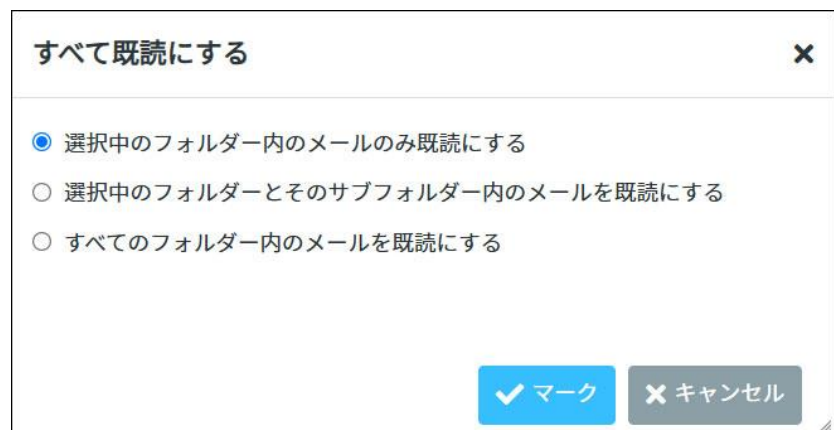 すべて既読にする
選択中のフォルダー内のメールのみ既読にする
選択中のフォルダーとそのサブフォルダー内のメールを既読にする
すべてのフォルダー内のメールを既読にする
マーク キャンセル